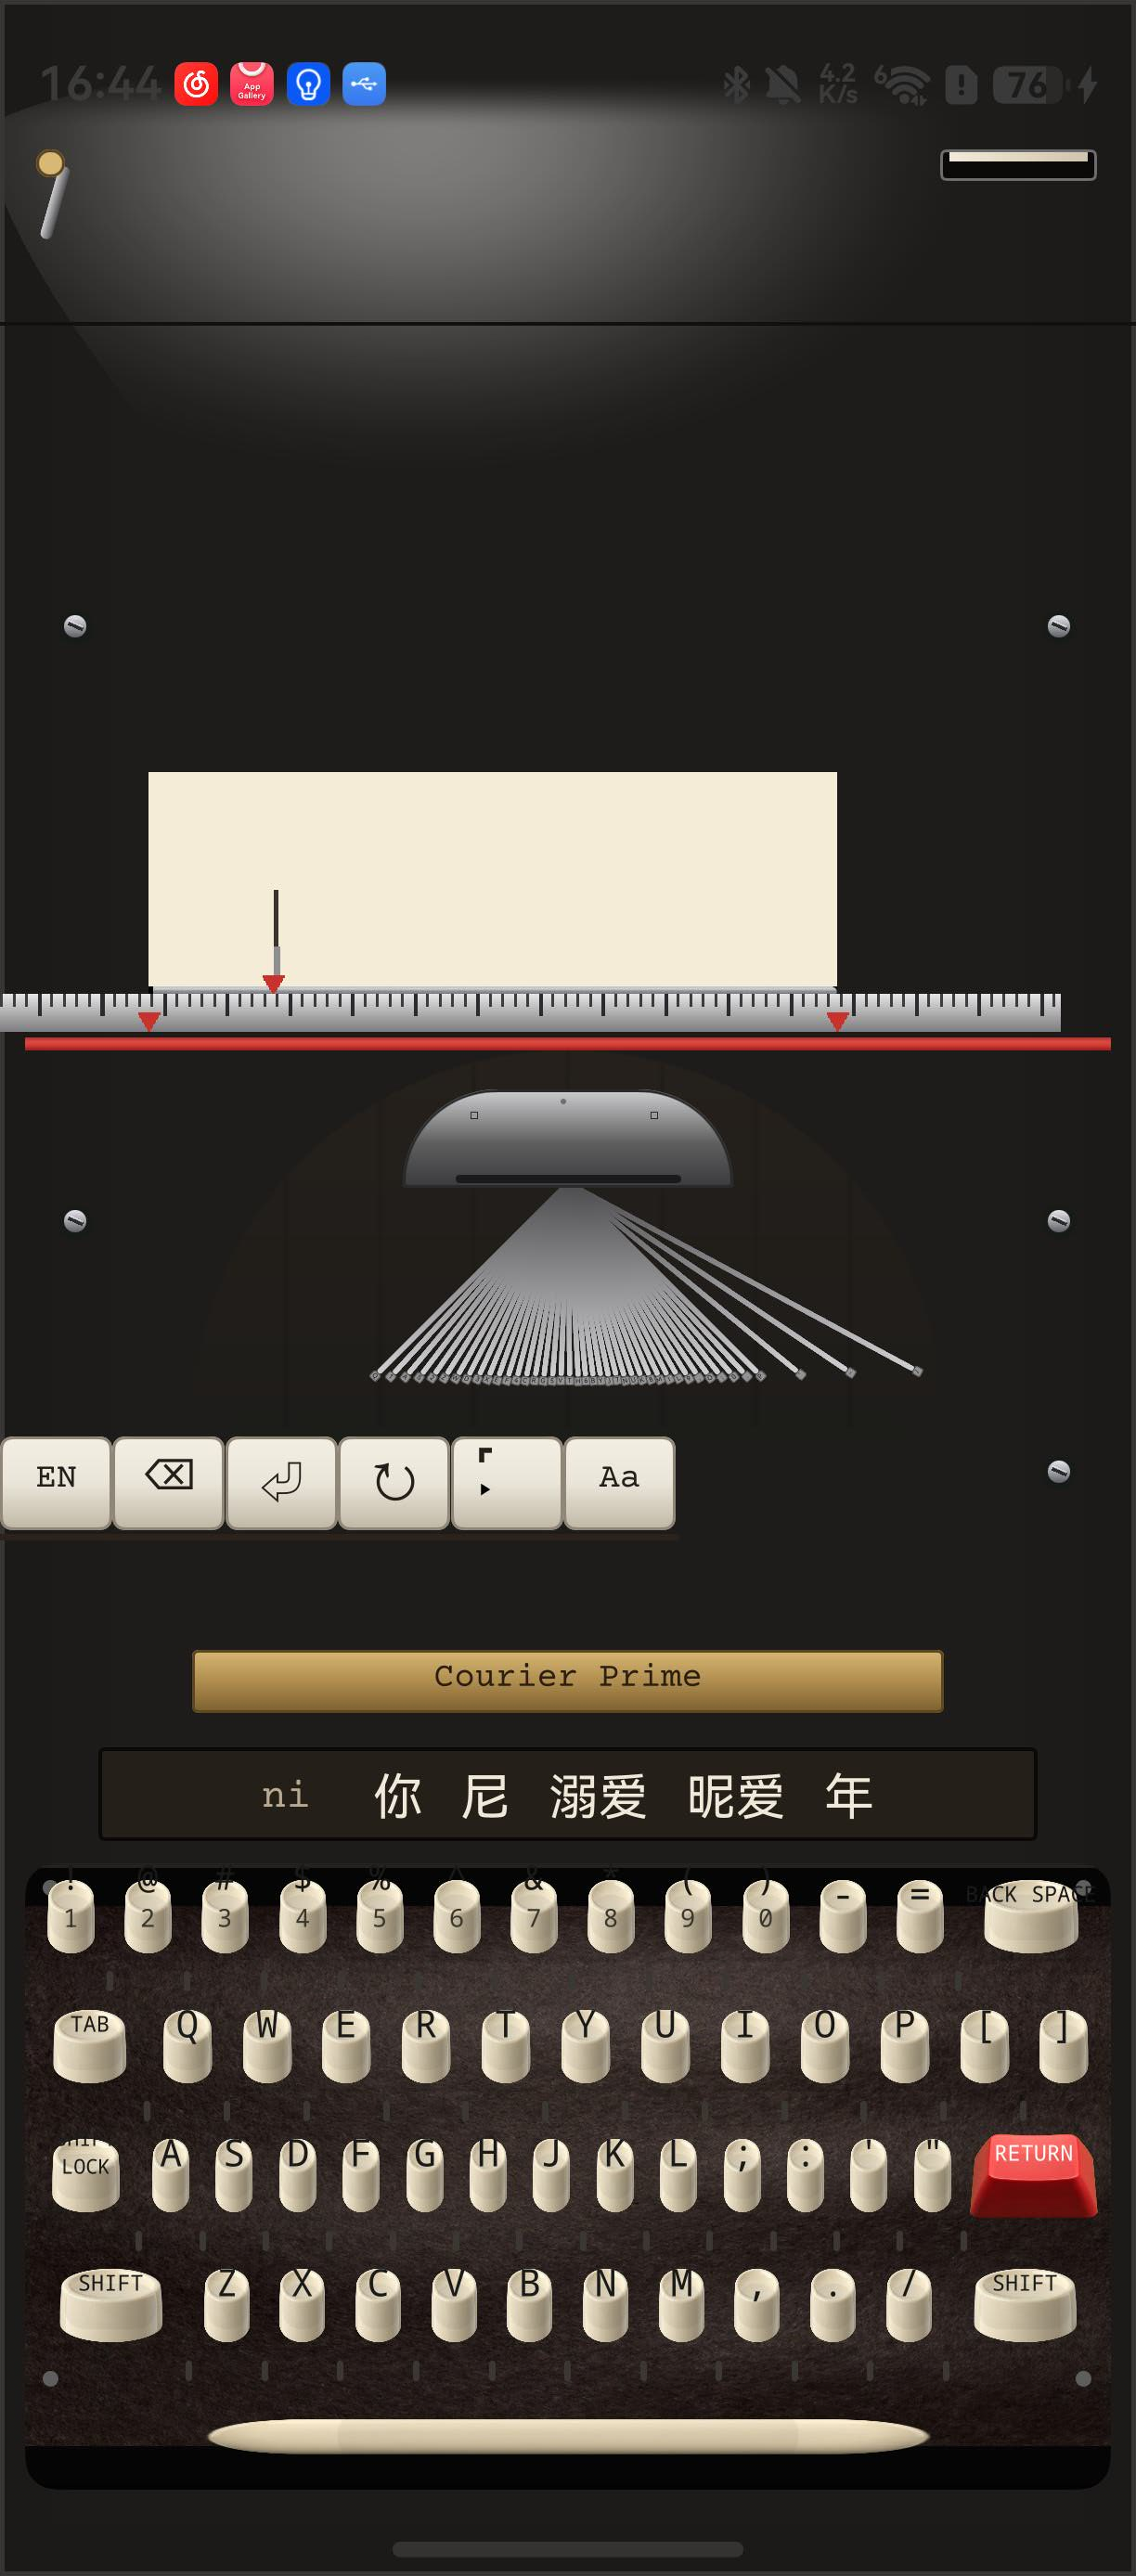 16:44 App Gallery 4.2 K/s 6 76
EN Aa
Courier Prime
ni 你 尼 溺爱 昵爱 年
! @ # $ % ^ & * ( ) - = BACK SPACE
1 2 3 4 5 6 7 8 9 0
TAB Q W E R T Y U I O P [ ]
LOCK A S D F G H J K L ; : ' " RETURN
SHIFT Z X C V B N M , . / SHIFT